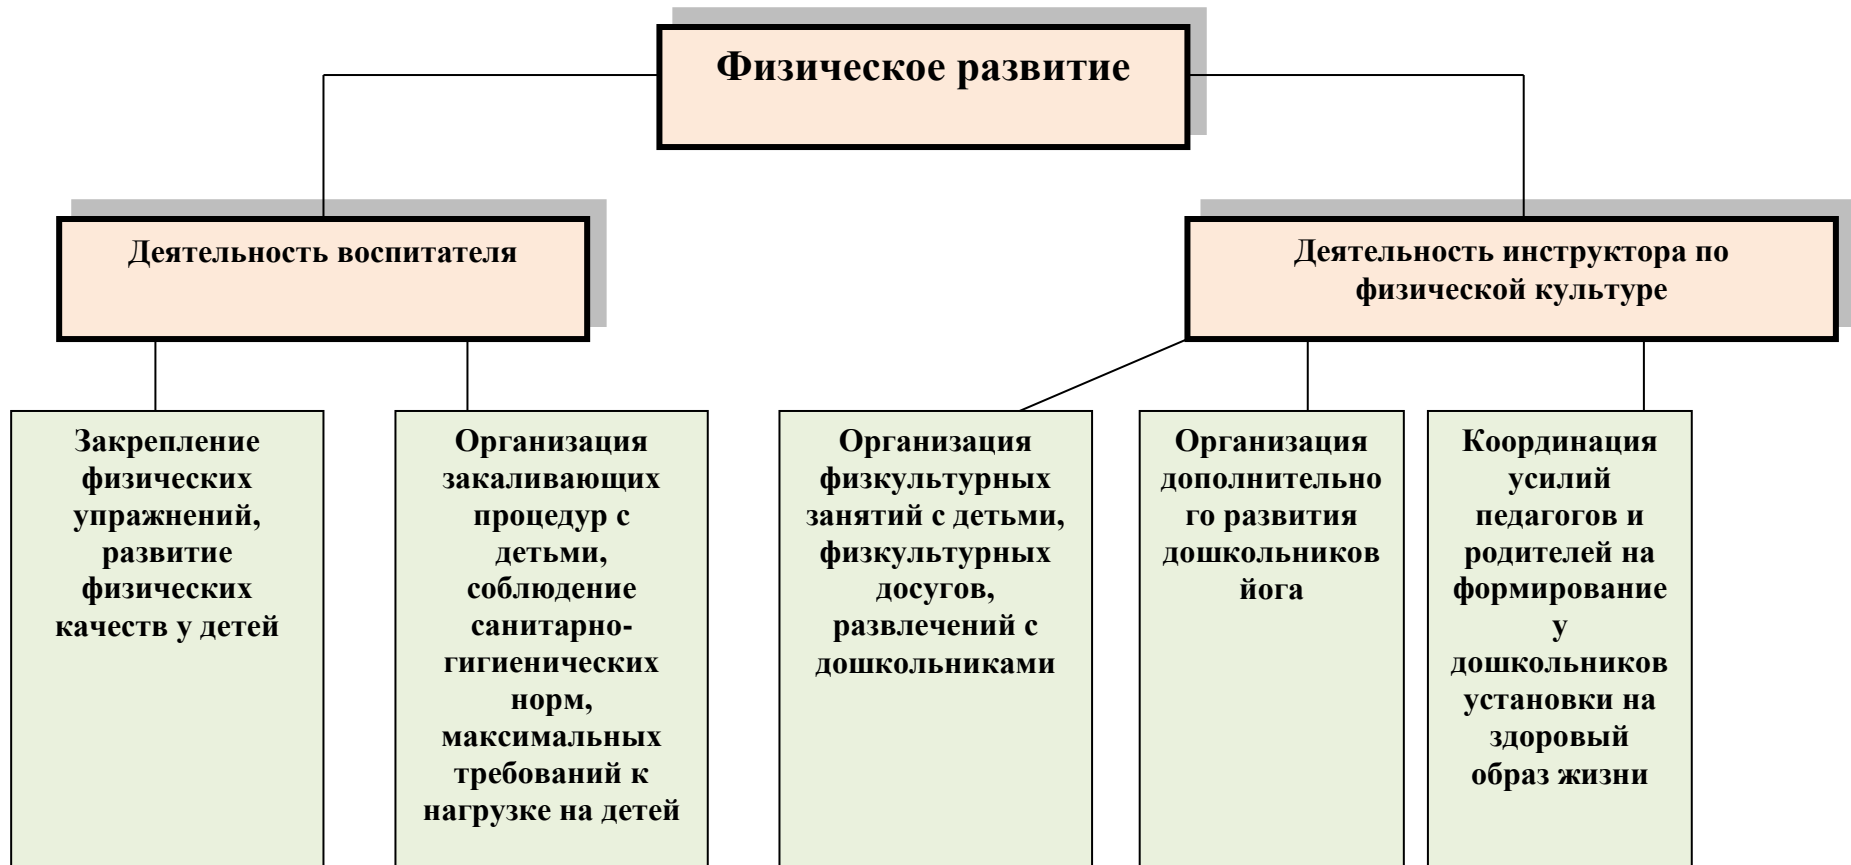 Физическое развитие
Деятельность воспитателя
Деятельность инструктора по
физической культуре
Закрепление
физических
упражнений,
развитие
физических
качеств у детей
Организация
закаливающих
процедур с
детьми,
соблюдение
санитарно-
гигиенических
норм,
максимальных
требований к
нагрузке на детей
Организация
физкультурных
занятий с детьми,
физкультурных
досугов,
развлечений с
дошкольниками
Организация
дополнительно
го развития
дошкольников
йога
Координация
усилий
педагогов и
родителей на
формирование
у
дошкольников
установки на
здоровый
образ жизни